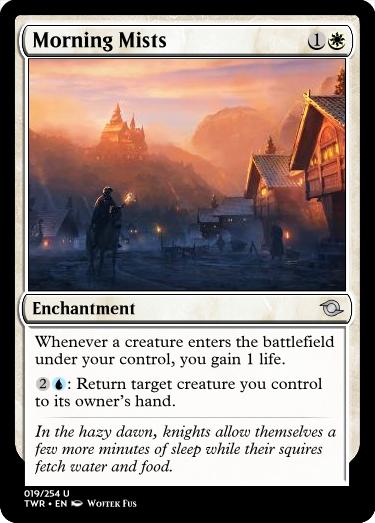 Morning Mists 1
Enchantment
Whenever a creature enters the battlefield
under your control, you gain 1 life.
2: Return target creature you control
to its owner's hand.
In the hazy dawn, knights allow themselves a
few more minutes of sleep while their squires
fetch water and food.
019/254 U
TWR • EN Wojtek Fus